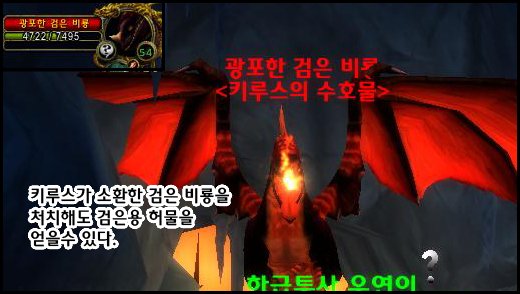 광포한 검은 비룡
4722 / 7495
54
광포한 검은 비룡
<키루스의 수호물>
키루스가 소환한 검은 비룡을
처치해도 검은용 허물을
얻을수 있다.
?